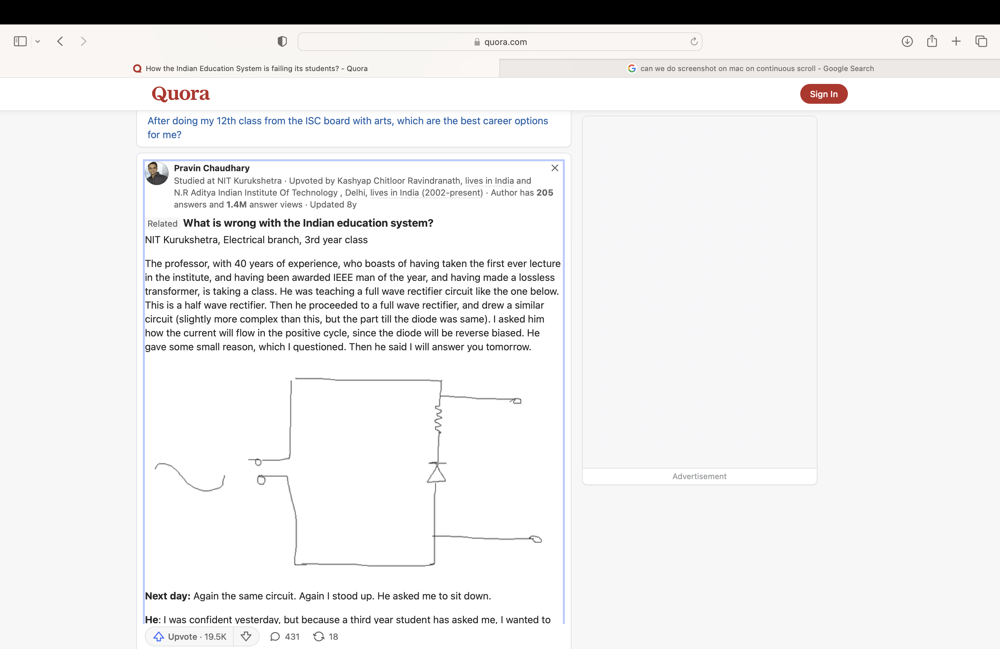 quora.com
How the Indian Education System is failing its students? - Quora
can we do screenshot on mac on continuous scroll - Google Search
Quora
Sign In
After doing my 12th class from the ISC board with arts, which are the best career options
for me?
Pravin Chaudhary
Studied at NIT Kurukshetra · Upvoted by Kashyap Chitloor Ravindranath, lives in India and
N.R Aditya Indian Institute Of Technology , Delhi, lives in India (2002-present) · Author has 205
answers and 1.4M answer views · Updated 8y
Related What is wrong with the Indian education system?
NIT Kurukshetra, Electrical branch, 3rd year class
The professor, with 40 years of experience, who boasts of having taken the first ever lecture
in the institute, and having been awarded IEEE man of the year, and having made a lossless
transformer, is taking a class. He was teaching a full wave rectifier circuit like the one below.
This is a half wave rectifier. Then he proceeded to a full wave rectifier, and drew a similar
circuit (slightly more complex than this, but the part till the diode was same). I asked him
how the current will flow in the positive cycle, since the diode will be reverse biased. He
gave some small reason, which I questioned. Then he said I will answer you tomorrow.
Next day: Again the same circuit. Again I stood up. He asked me to sit down.
He: I was confident yesterday, but because a third year student has asked me, I wanted to
Upvote · 19.5K
431
18
Advertisement